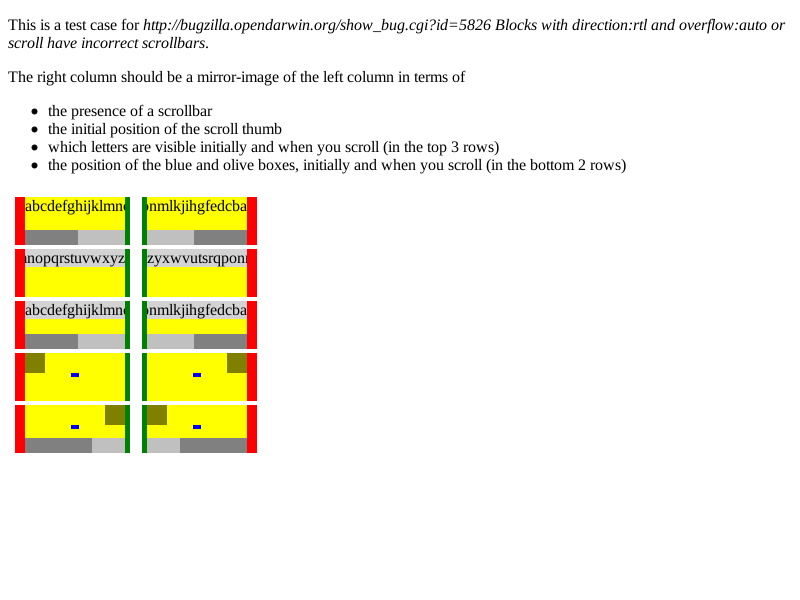 This is a test case for http://bugzilla.opendarwin.org/show_bug.cgi?id=5826 Blocks with direction:rtl and overflow:auto or
scroll have incorrect scrollbars.
The right column should be a mirror-image of the left column in terms of
• the presence of a scrollbar
• the initial position of the scroll thumb
• which letters are visible initially and when you scroll (in the top 3 rows)
• the position of the blue and olive boxes, initially and when you scroll (in the bottom 2 rows)
abcdefghijklmno onmlkjihgfedcba
nopqrstuvwxyz zyxwvutsrqpon
abcdefghijklmno onmlkjihgfedcba